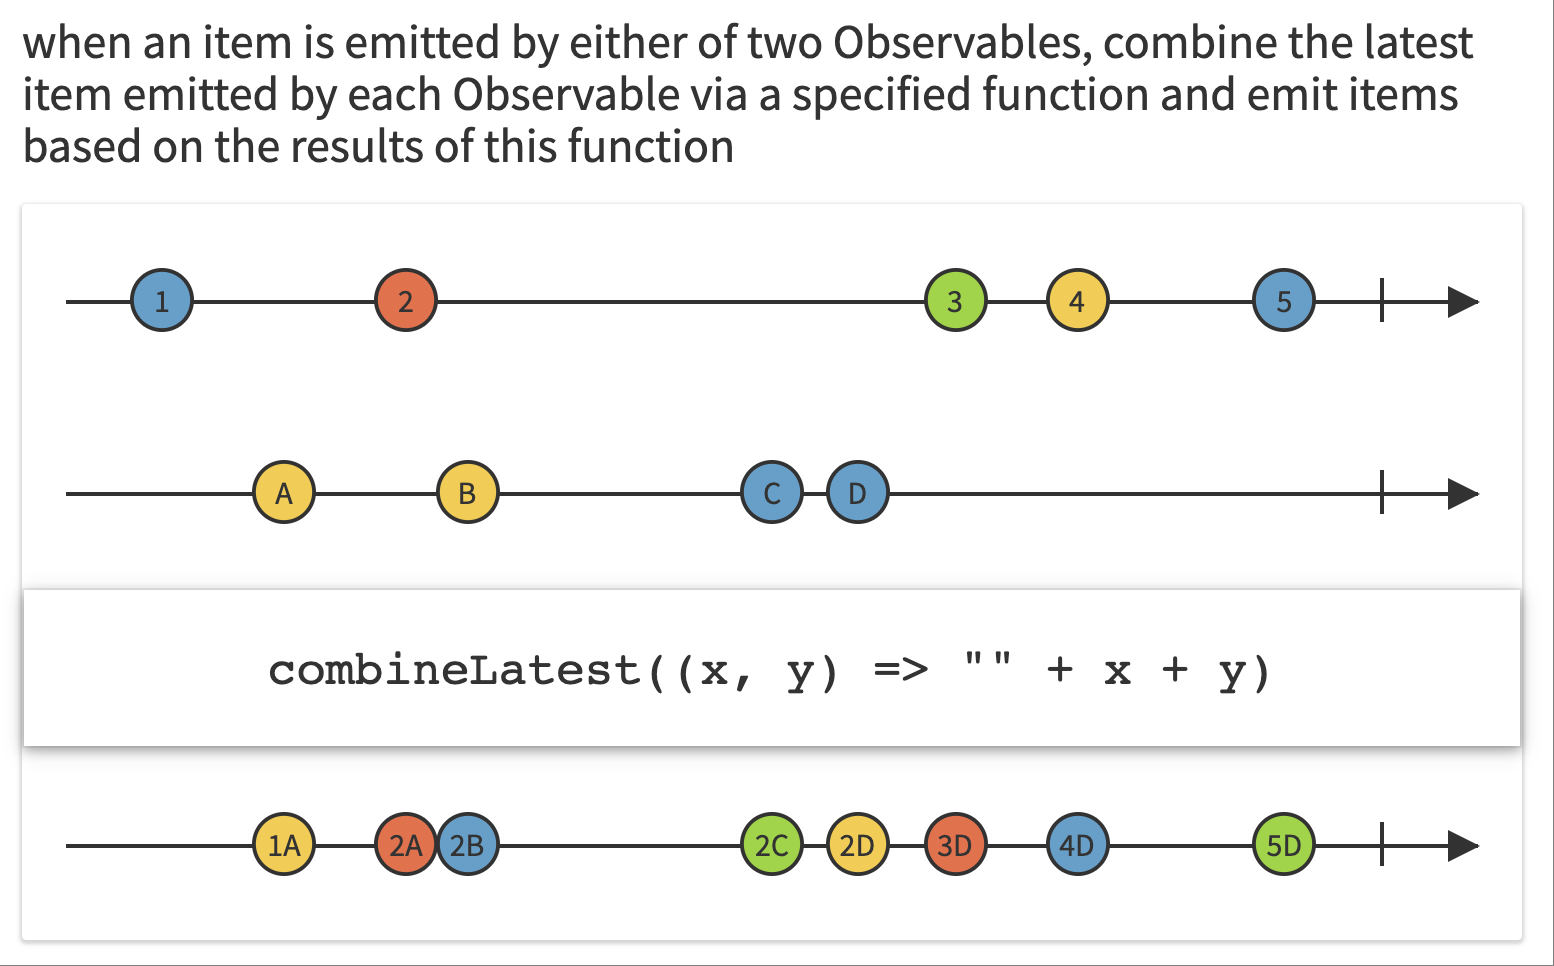 when an item is emitted by either of two Observables, combine the latest
item emitted by each Observable via a specified function and emit items
based on the results of this function
1 2 3 4 5
A B C D
combineLatest((x, y) => "" + x + y)
1A 2A 2B 2C 2D 3D 4D 5D